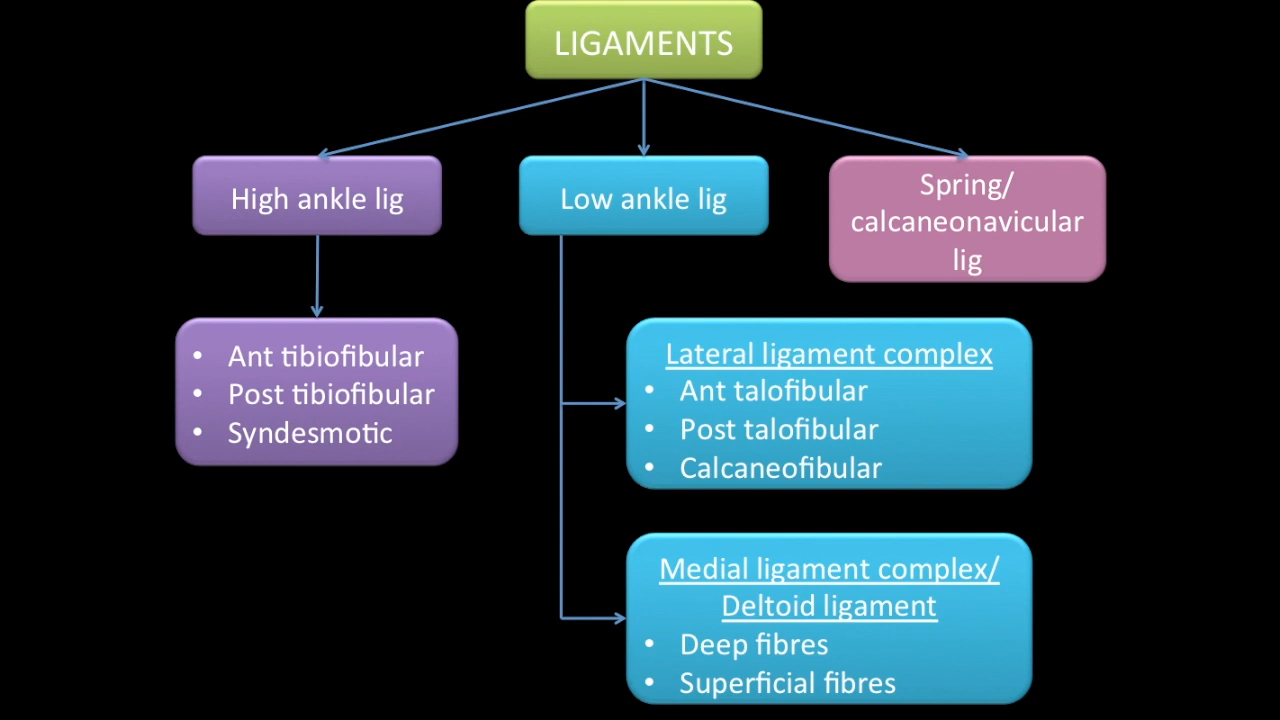 LIGAMENTS
High ankle lig
Low ankle lig
Spring/
calcaneonavicular
lig
• Ant tibiofibular
• Post tibiofibular
• Syndesmotic
Lateral ligament complex
• Ant talofibular
• Post talofibular
• Calcaneofibular
Medial ligament complex/
Deltoid ligament
• Deep fibres
• Superficial fibres